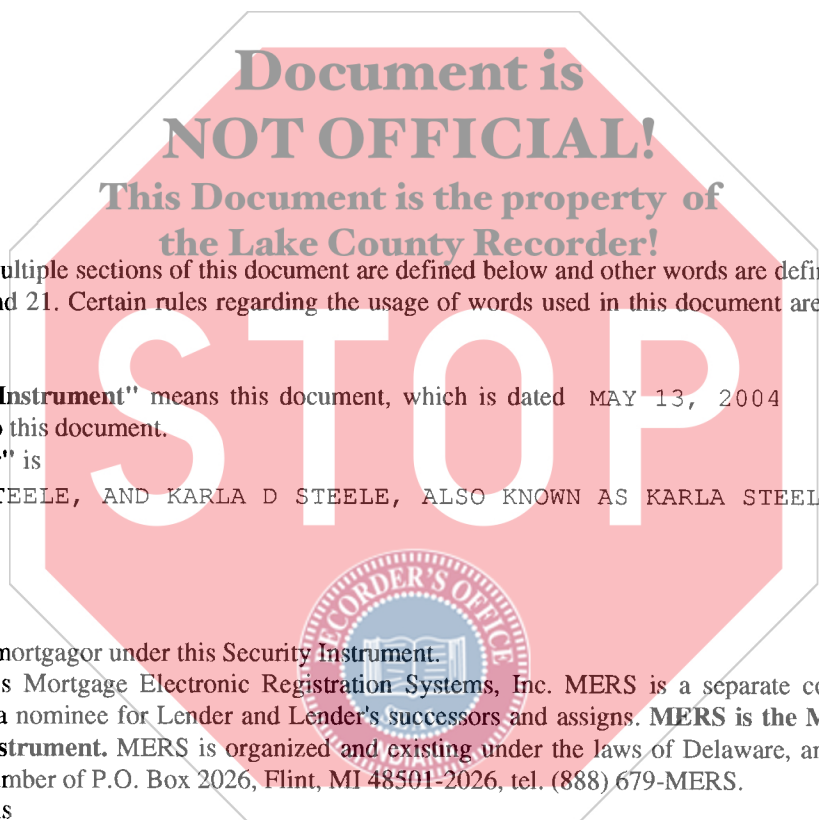 Document is
NOT OFFICIAL!
This Document is the property of
the Lake County Recorder!
ultiple sections of this document are defined below and other words are defin
nd 21. Certain rules regarding the usage of words used in this document are
STOP
Instrument" means this document, which is dated MAY 13, 2004
o this document.
" is
TEELE, AND KARLA D STEELE, ALSO KNOWN AS KARLA STEEL
RECORDER'S OFFICE
mortgagor under this Security Instrument.
s Mortgage Electronic Registration Systems, Inc. MERS is a separate co
a nominee for Lender and Lender's successors and assigns. MERS is the M
strument. MERS is organized and existing under the laws of Delaware, an
mber of P.O. Box 2026, Flint, MI 48501-2026, tel. (888) 679-MERS.
s